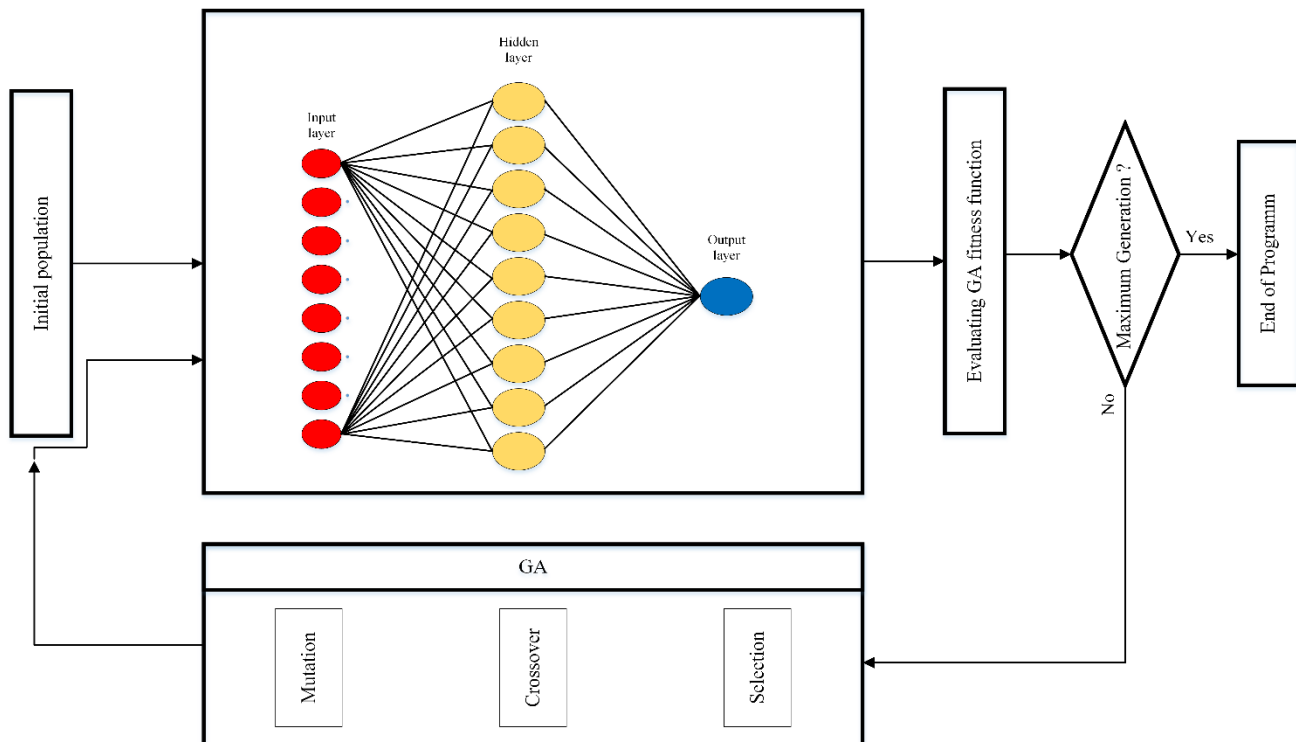 Hidden
layer
Input
layer
Output
layer
Initial population
Evaluating GA fitness function
Maximum Generation ?
Yes
No
End of Programm
GA
Mutation
Crossover
Selection